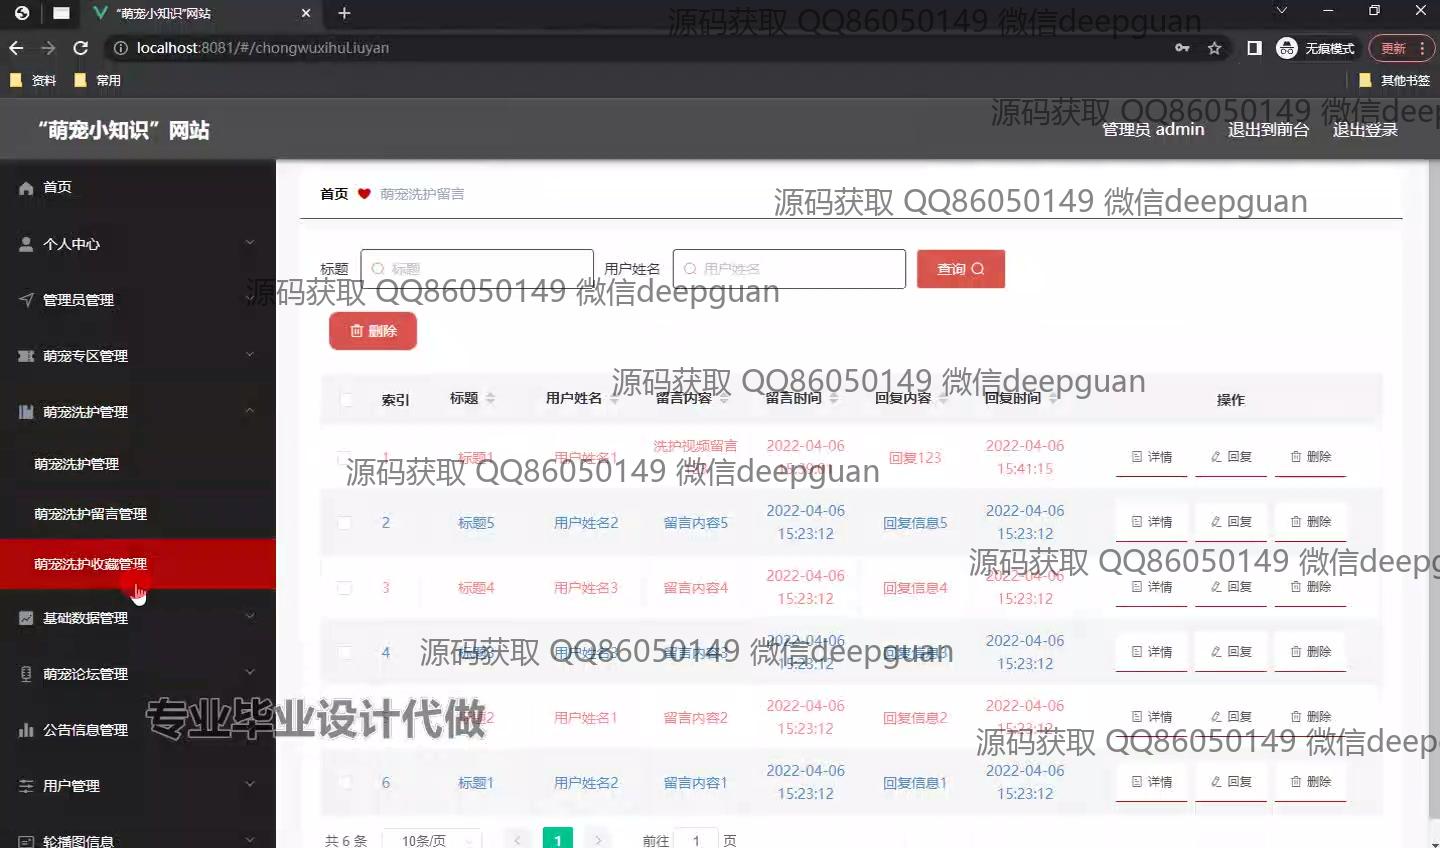 “萌宠小知识”网站
源码获取 QQ86050149 微信deepguan
localhost:8081/#/chongwuxihuLiuyan
无痕模式
更新
资料
常用
其他书签
源码获取 QQ86050149 微信deep
“萌宠小知识”网站
管理员 admin
退出到前台
退出登录
首页
个人中心
管理员管理
萌宠专区管理
萌宠洗护管理
萌宠洗护管理
萌宠洗护留言管理
萌宠洗护收藏管理
基础数据管理
萌宠论坛管理
公告信息管理
用户管理
轮播图信息
首页 萌宠洗护留言
源码获取 QQ86050149 微信deepguan
标题 标题 用户姓名 用户姓名 查询
源码获取 QQ86050149 微信deepguan
删除
源码获取 QQ86050149 微信deepguan
索引 标题 用户姓名 留言内容 留言时间 回复内容 回复时间 操作
1 标题1 用户姓名1 洗护视频留言 2022-04-06 回复123 2022-04-06 15:41:15 详情 回复 删除
源码获取 QQ86050149 微信deepguan
2 标题5 用户姓名2 留言内容5 2022-04-06 15:23:12 回复信息5 2022-04-06 15:23:12 详情 回复 删除
源码获取 QQ86050149 微信deepg
3 标题4 用户姓名3 留言内容4 2022-04-06 15:23:12 回复信息4 2022-04-06 15:23:12 详情 回复 删除
4 标题3 用户姓名3 留言内容3 2022-04-06 15:23:12 回复信息3 2022-04-06 15:23:12 详情 回复 删除
源码获取 QQ86050149 微信deepguan
专业毕业设计代做
用户姓名1 留言内容2 2022-04-06 15:23:12 回复信息2 2022-04-06 15:23:12 详情 回复 删除
源码获取 QQ86050149 微信deep
6 标题1 用户姓名2 留言内容1 2022-04-06 15:23:12 回复信息1 2022-04-06 15:23:12 详情 回复 删除
共 6 条 10条/页 1 前往 1 页